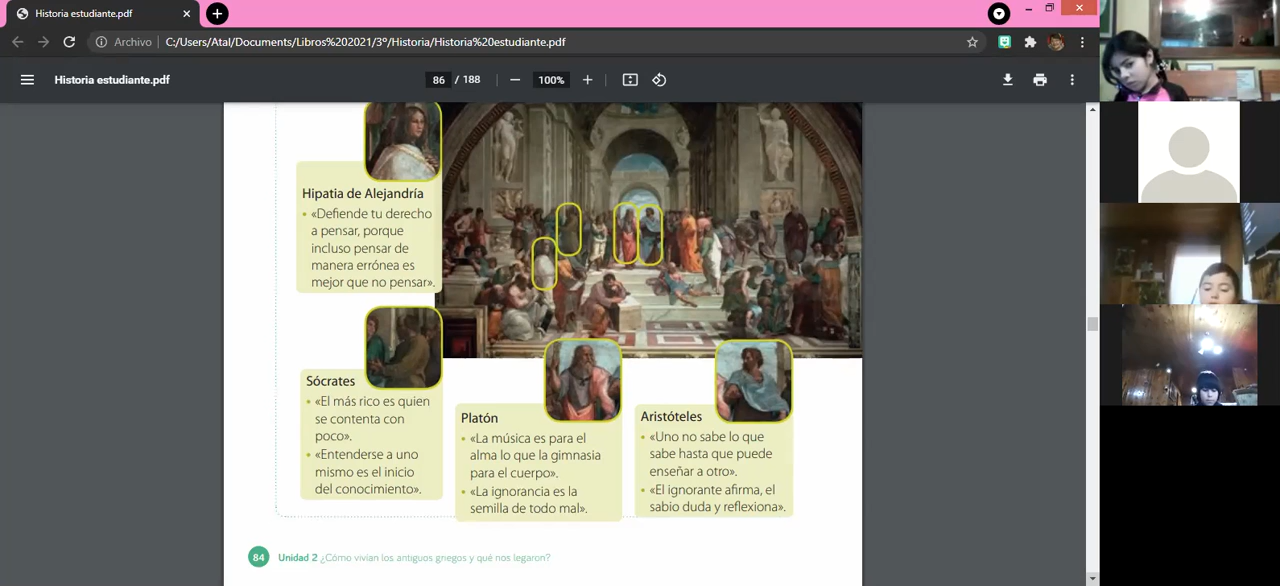 Historia estudiante.pdf
Archivo
C:/Users/Atal/Documents/Libros%202021/3º/Historia/Historia%20estudiante.pdf
Historia estudiante.pdf
86 / 188
100%
Hipatia de Alejandría
• «Defiende tu derecho
a pensar, porque
incluso pensar de
manera errónea es
mejor que no pensar».
Sócrates
• «El más rico es quien
se contenta con
poco».
• «Entenderse a uno
mismo es el inicio
del conocimiento».
Platón
• «La música es para el
alma lo que la gimnasia
para el cuerpo».
• «La ignorancia es la
semilla de todo mal».
Aristóteles
• «Uno no sabe lo que
sabe hasta que puede
enseñar a otro».
• «El ignorante afirma, el
sabio duda y reflexiona».
84 Unidad 2 ¿Cómo vivían los antiguos griegos y qué nos legaron?